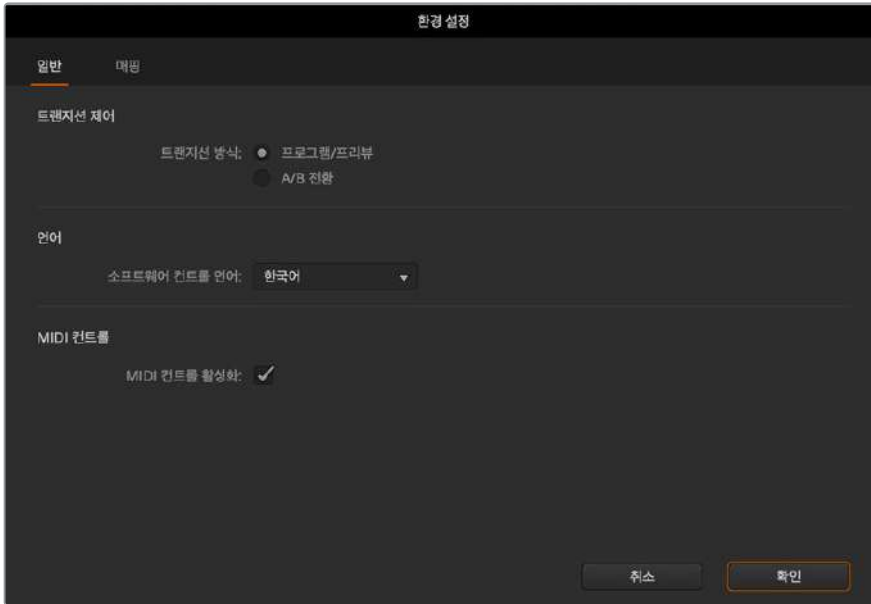 환경 설정
일반 매핑
트랜지션 제어
트랜지션 방식: 프로그램/프리뷰
A/B 전환
언어
소프트웨어 컨트롤 언어: 한국어
MIDI 컨트롤
MIDI 컨트롤 활성화:
취소 확인